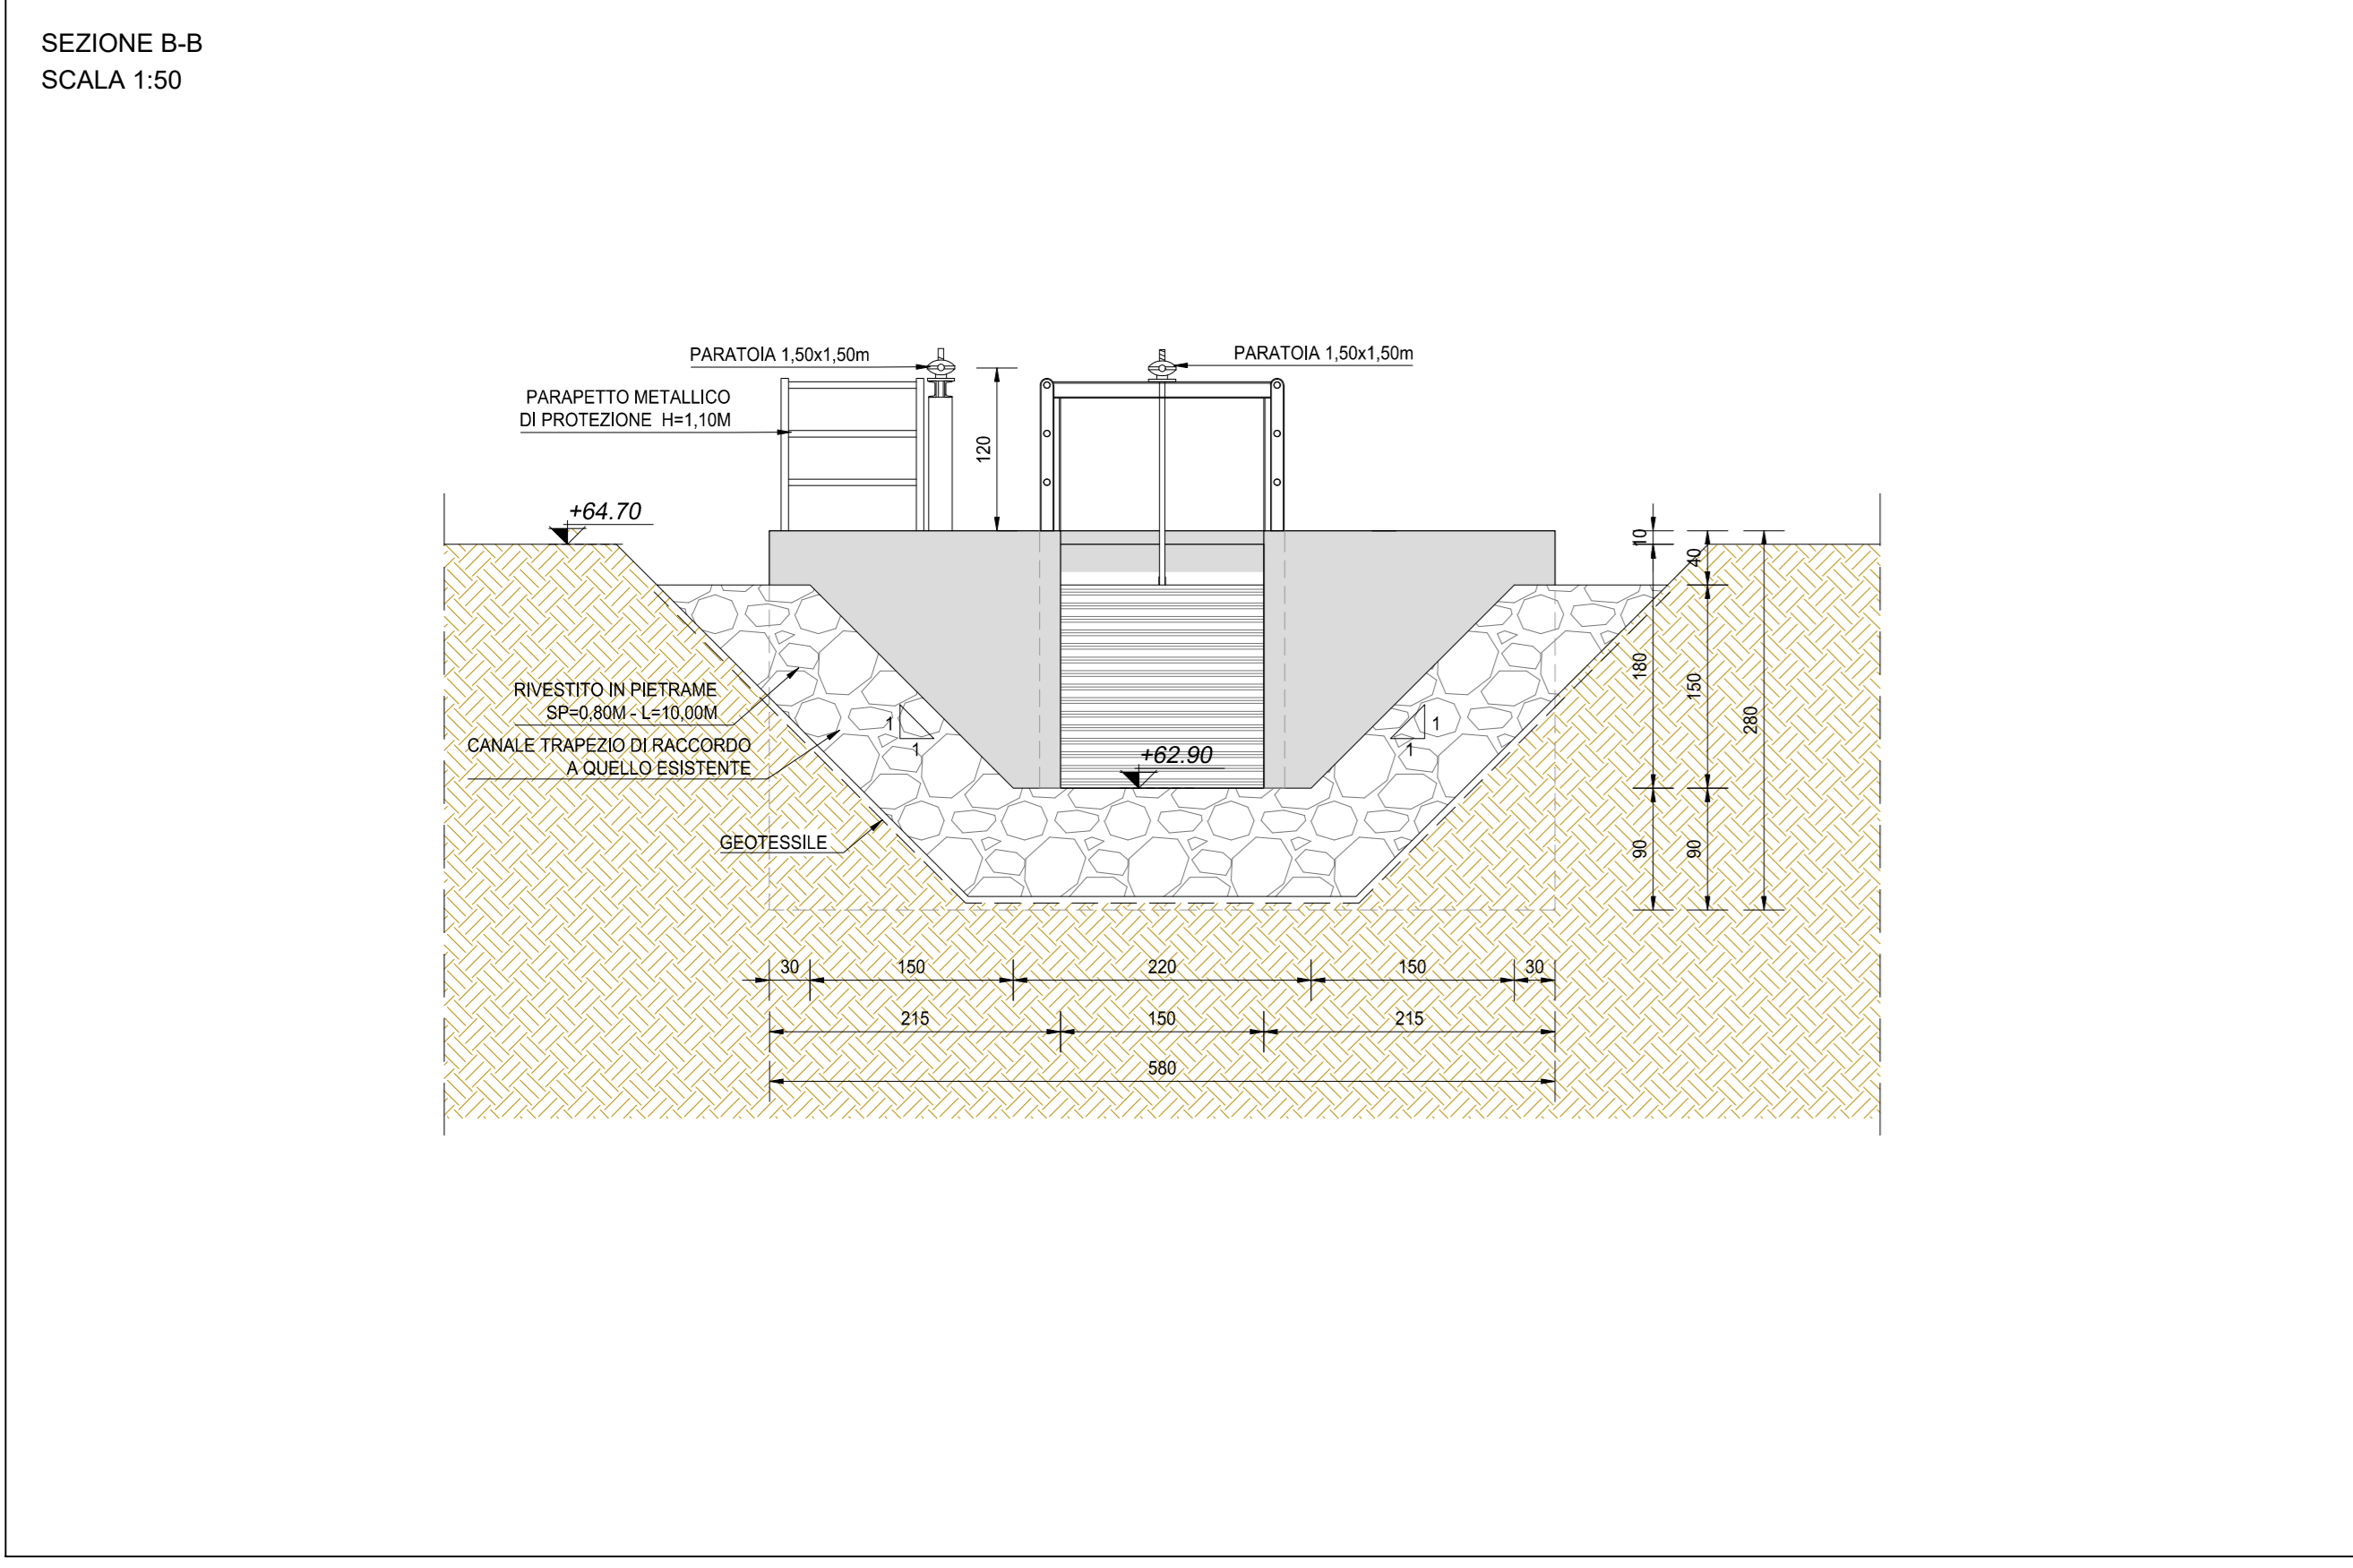 SEZIONE B-B
SCALA 1:50
PARATOIA 1,50x1,50m
PARATOIA 1,50x1,50m
PARAPETTO METALLICO
DI PROTEZIONE H=1,10M
120
+64.70
10
40
180
150
280
RIVESTITO IN PIETRAME
SP=0,80M - L=10,00M
1
1
1
1
CANALE TRAPEZIO DI RACCORDO
A QUELLO ESISTENTE
+62.90
GEOTESSILE
90
90
30
150
220
150
30
215
150
215
580